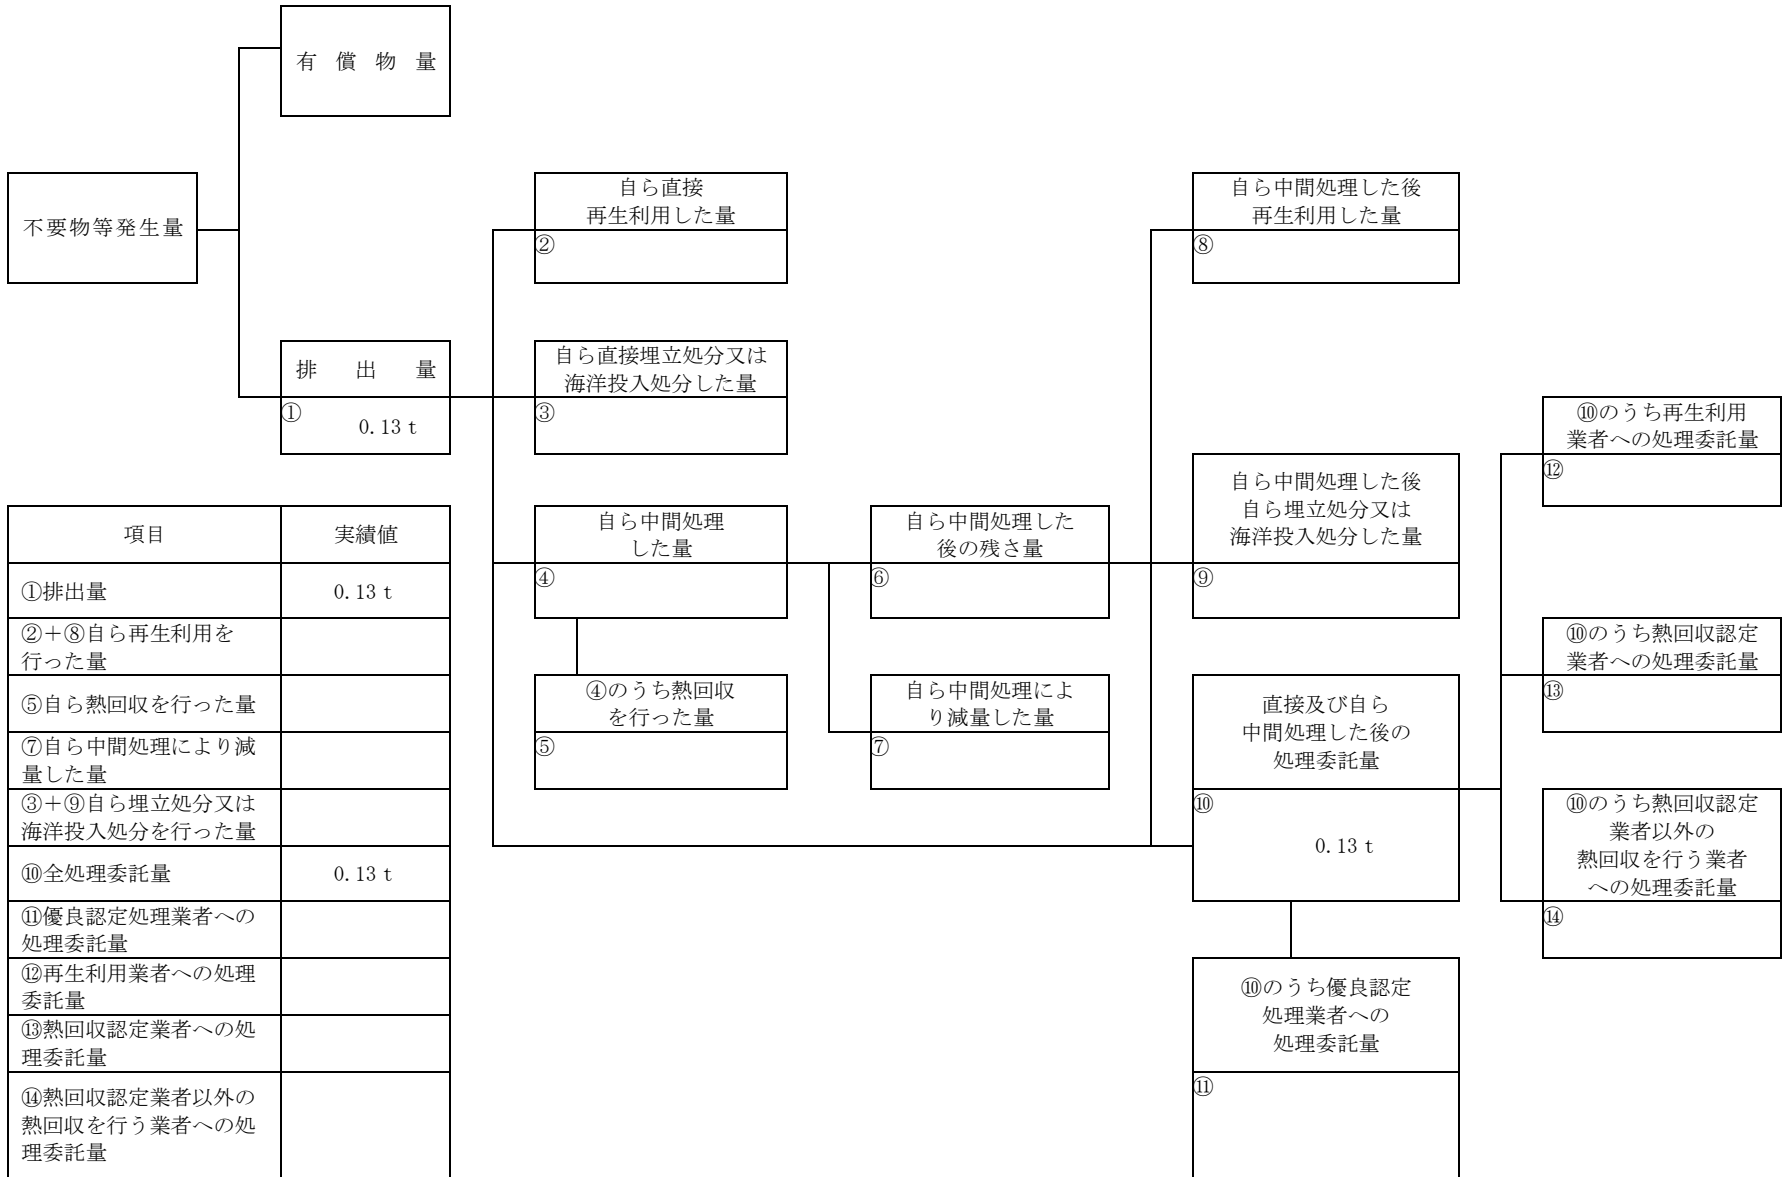 有償物量
不要物等発生量
排出量
①
0.13 t
自ら直接
再生利用した量
②
自ら直接埋立処分又は
海洋投入処分した量
③
自ら中間処理
した量
④
④のうち熱回収
を行った量
⑤
自ら中間処理した
後の残さ量
⑥
自ら中間処理によ
り減量した量
⑦
自ら中間処理した後
再生利用した量
⑧
自ら中間処理した後
自ら埋立処分又は
海洋投入処分した量
⑨
直接及び自ら
中間処理した後の
処理委託量
⑩
0.13 t
⑩のうち優良認定
処理業者への
処理委託量
⑪
⑩のうち再生利用
業者への処理委託量
⑫
⑩のうち熱回収認定
業者への処理委託量
⑬
⑩のうち熱回収認定
業者以外の
熱回収を行う業者
への処理委託量
⑭
項目 実績値
①排出量 0.13 t
②＋⑧自ら再生利用を
行った量
⑤自ら熱回収を行った量
⑦自ら中間処理により減
量した量
③＋⑨自ら埋立処分又は
海洋投入処分を行った量
⑩全処理委託量 0.13 t
⑪優良認定処理業者への
処理委託量
⑫再生利用業者への処理
委託量
⑬熱回収認定業者への処
理委託量
⑭熱回収認定業者以外の
熱回収を行う業者への処
理委託量